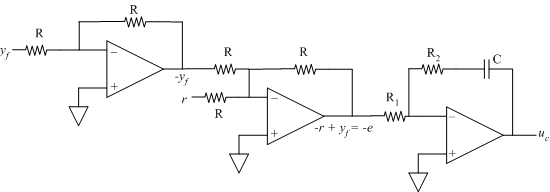 R
y_f
R
−
+
-y_f
R
R
r
R
−
+
-r + y_f = -e
R_2
C
R_1
−
+
u_c